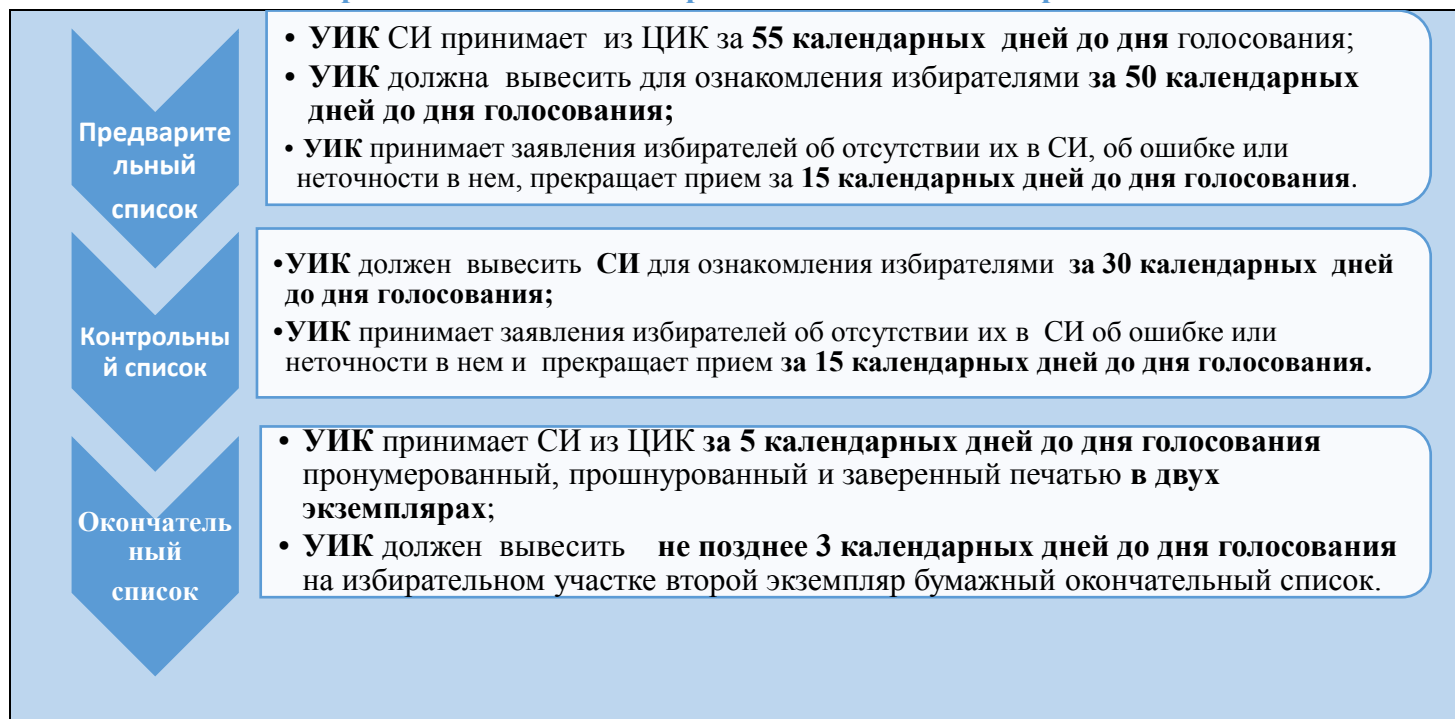 Предварите
льный
список
• УИК СИ принимает из ЦИК за 55 календарных дней до дня голосования;
• УИК должна вывесить для ознакомления избирателями за 50 календарных
дней до дня голосования;
• УИК принимает заявления избирателей об отсутствии их в СИ, об ошибке или
неточности в нем, прекращает прием за 15 календарных дней до дня голосования.
Контрольны
й список
•УИК должен вывесить СИ для ознакомления избирателями за 30 календарных дней
до дня голосования;
•УИК принимает заявления избирателей об отсутствии их в СИ об ошибке или
неточности в нем и прекращает прием за 15 календарных дней до дня голосования.
Окончатель
ный
список
• УИК принимает СИ из ЦИК за 5 календарных дней до дня голосования
пронумерованный, прошнурованный и заверенный печатью в двух
экземплярах;
• УИК должен вывесить не позднее 3 календарных дней до дня голосования
на избирательном участке второй экземпляр бумажный окончательный список.